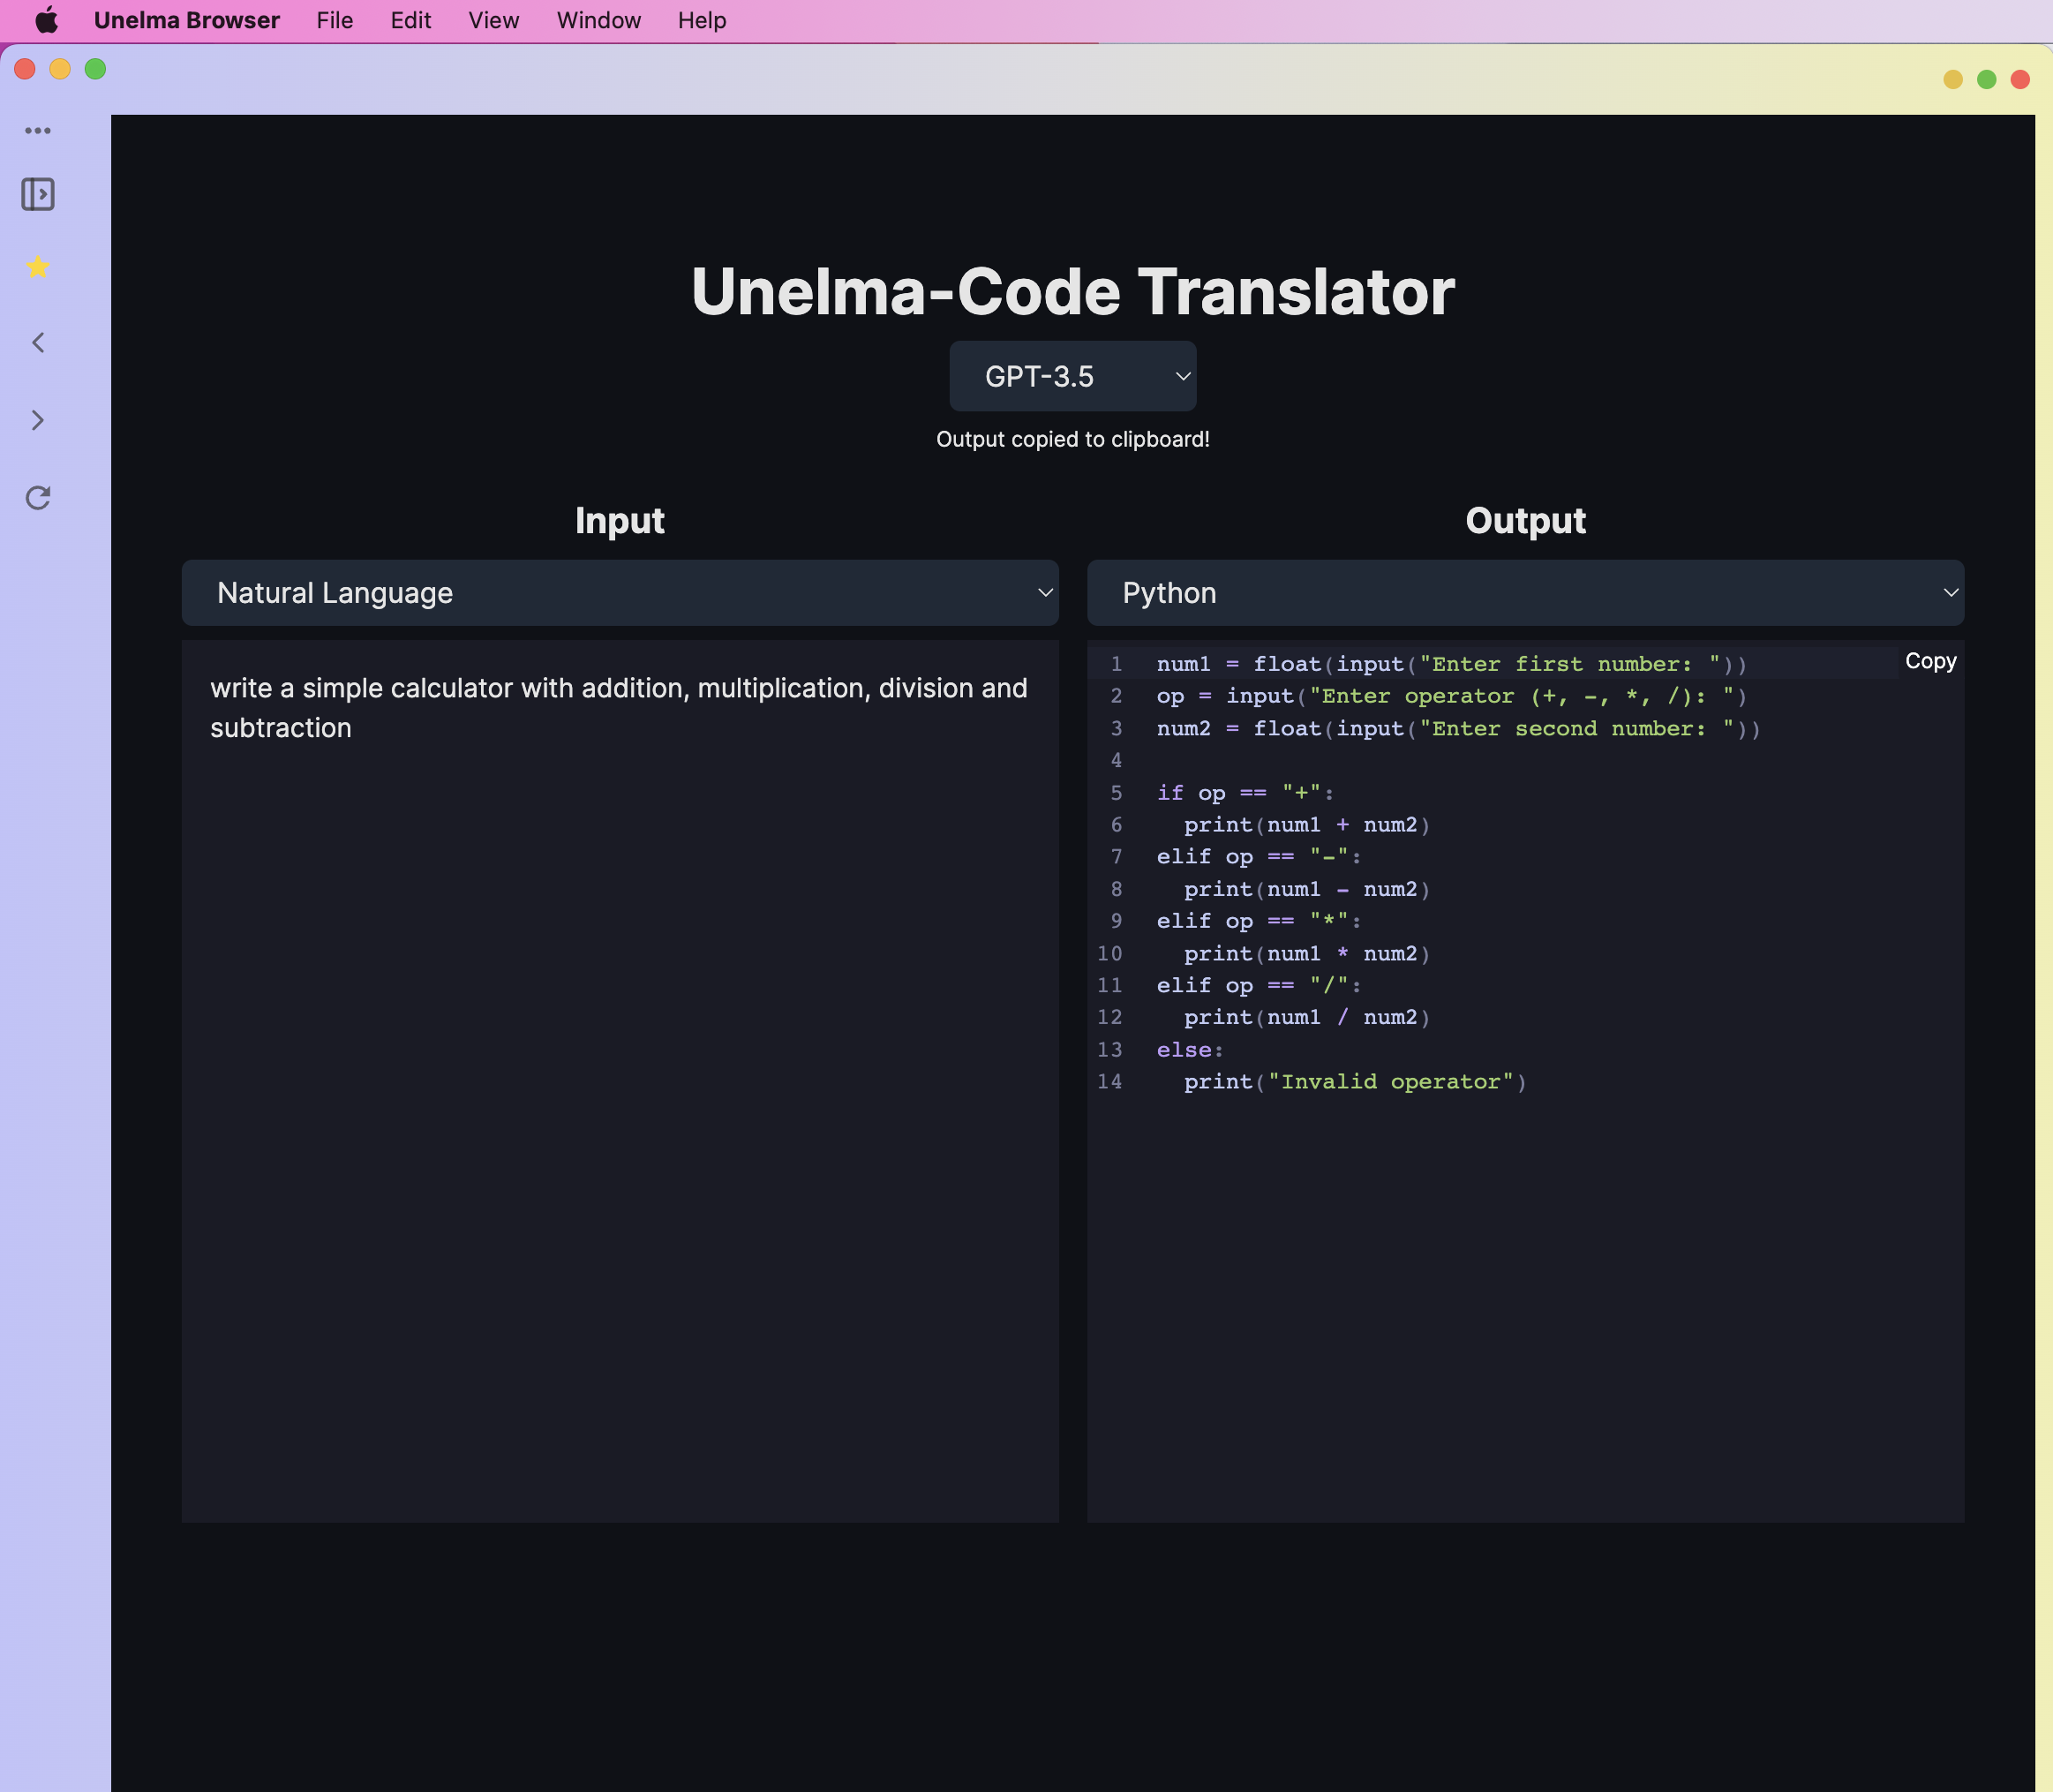 Unelma Browser File Edit View Window Help
Unelma-Code Translator
GPT-3.5
Output copied to clipboard!
Input
Natural Language
write a simple calculator with addition, multiplication, division and
subtraction
Output
Python
Copy
1 num1 = float(input("Enter first number: "))
2 op = input("Enter operator (+, -, *, /): ")
3 num2 = float(input("Enter second number: "))
4
5 if op == "+":
6   print(num1 + num2)
7 elif op == "-":
8   print(num1 - num2)
9 elif op == "*":
10   print(num1 * num2)
11 elif op == "/":
12   print(num1 / num2)
13 else:
14   print("Invalid operator")